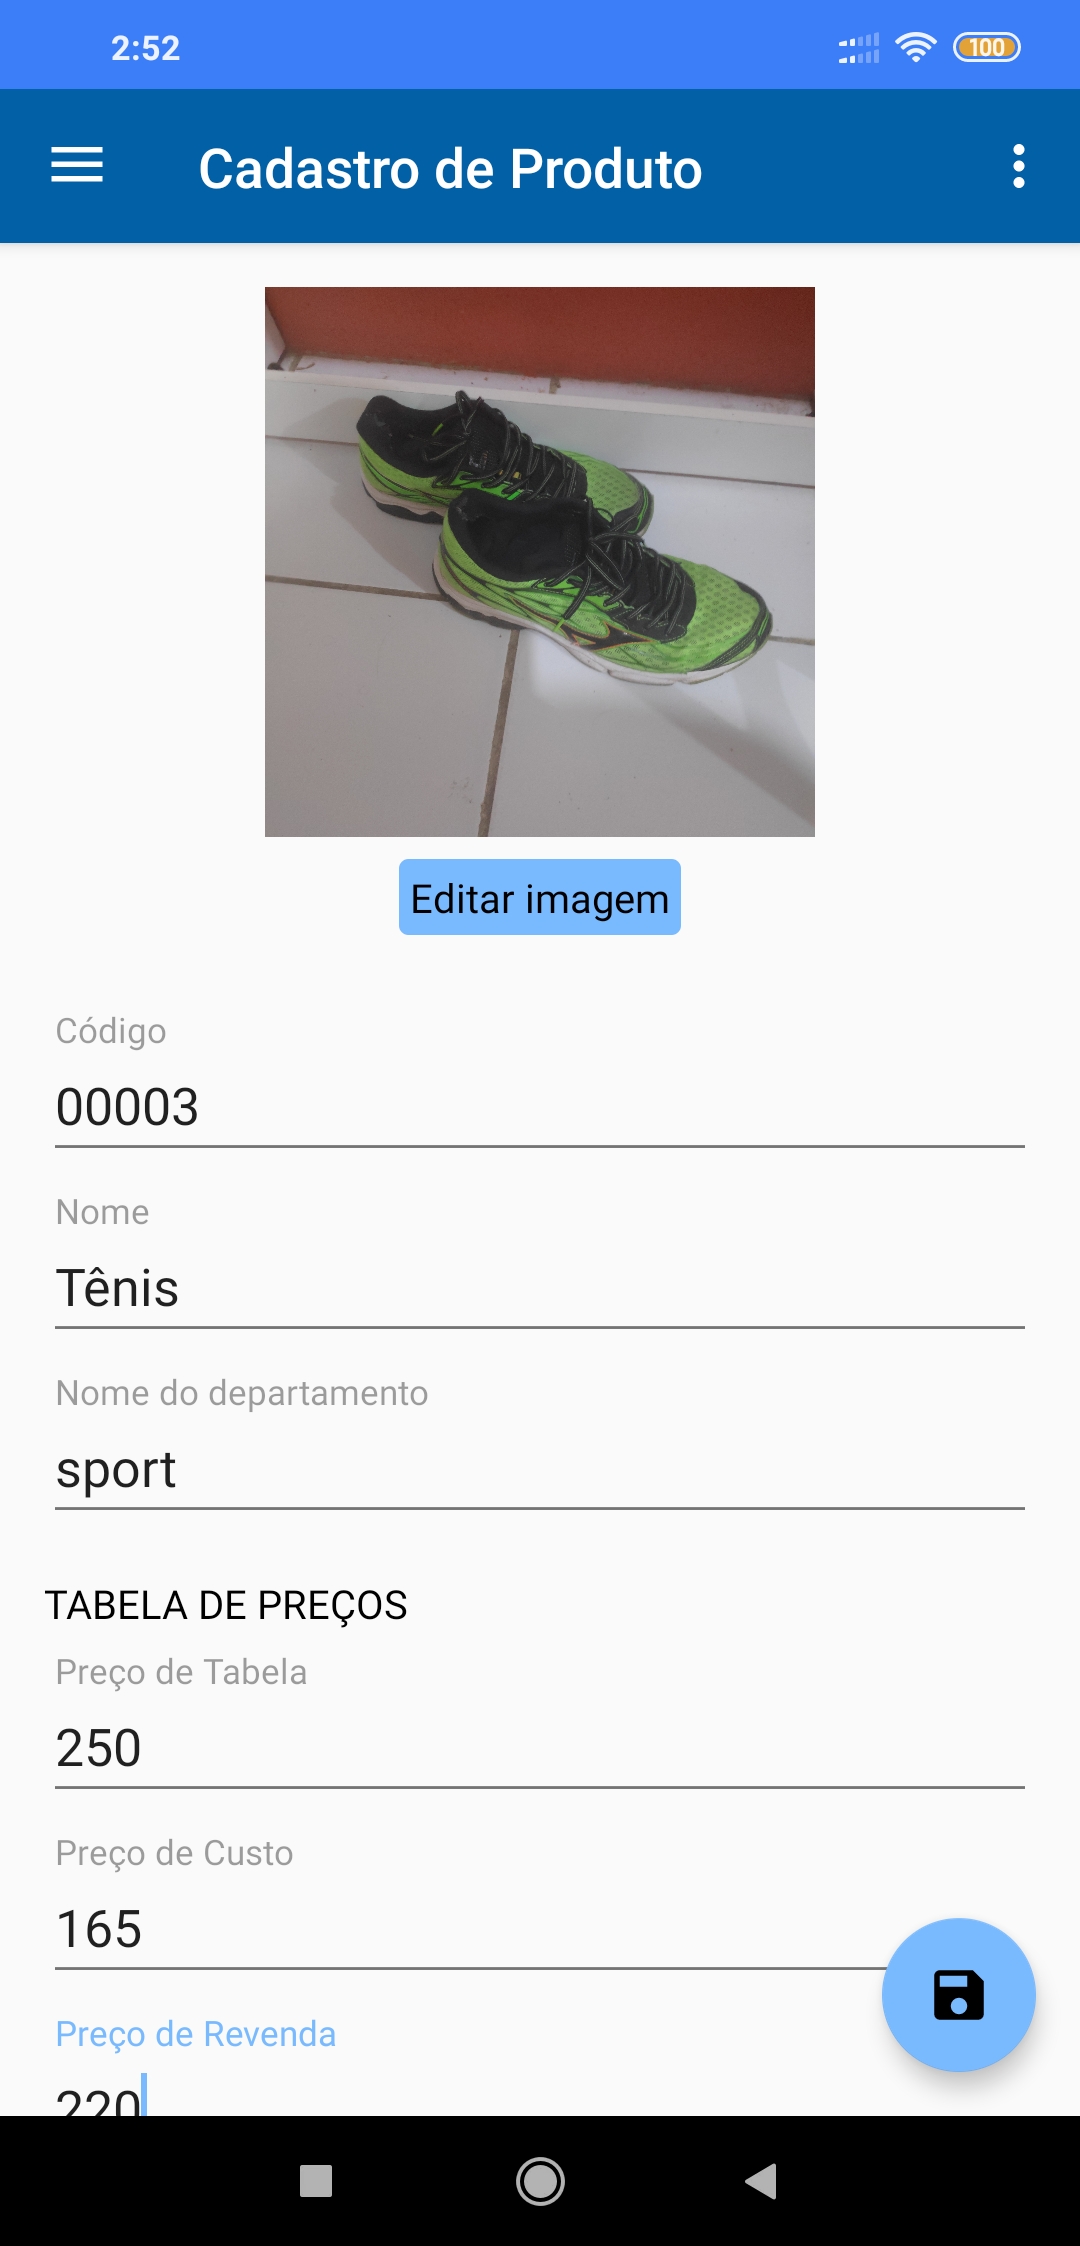 2:52
100
Cadastro de Produto
Editar imagem
Código
00003
Nome
Tênis
Nome do departamento
sport
TABELA DE PREÇOS
Preço de Tabela
250
Preço de Custo
165
Preço de Revenda
220